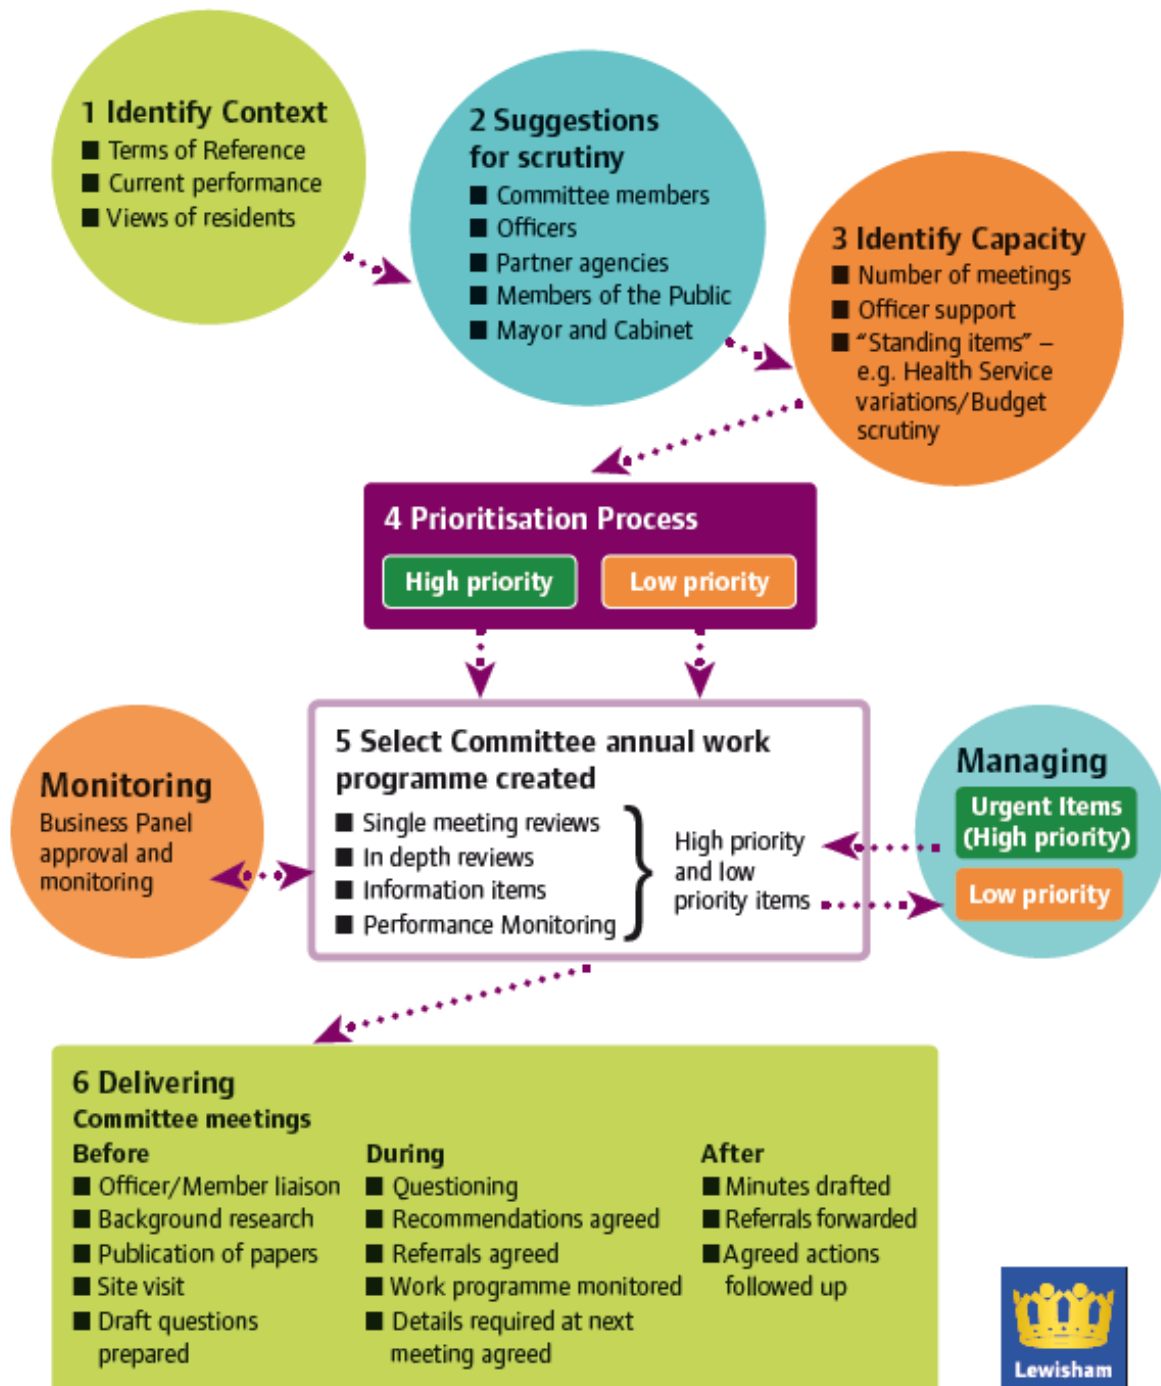 1 Identify Context
■ Terms of Reference
■ Current performance
■ Views of residents
2 Suggestions
for scrutiny
■ Committee members
■ Officers
■ Partner agencies
■ Members of the Public
■ Mayor and Cabinet
3 Identify Capacity
■ Number of meetings
■ Officer support
■ “Standing items” –
e.g. Health Service
variations/Budget
scrutiny
4 Prioritisation Process
High priority
Low priority
5 Select Committee annual work
programme created
■ Single meeting reviews
■ In depth reviews
■ Information items
■ Performance Monitoring
High priority
and low
priority items
Monitoring
Business Panel
approval and
monitoring
Managing
Urgent Items
(High priority)
Low priority
6 Delivering
Committee meetings
Before
■ Officer/Member liaison
■ Background research
■ Publication of papers
■ Site visit
■ Draft questions
prepared
During
■ Questioning
■ Recommendations agreed
■ Referrals agreed
■ Work programme monitored
■ Details required at next
meeting agreed
After
■ Minutes drafted
■ Referrals forwarded
■ Agreed actions
followed up
Lewisham